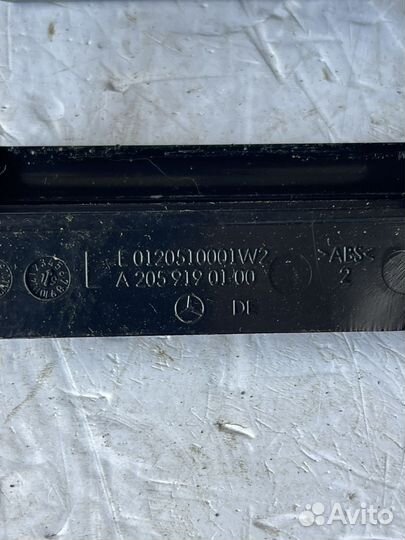 L F 0120510001W2 >ABS<
A 205 919 01 00 2
DE
Avito